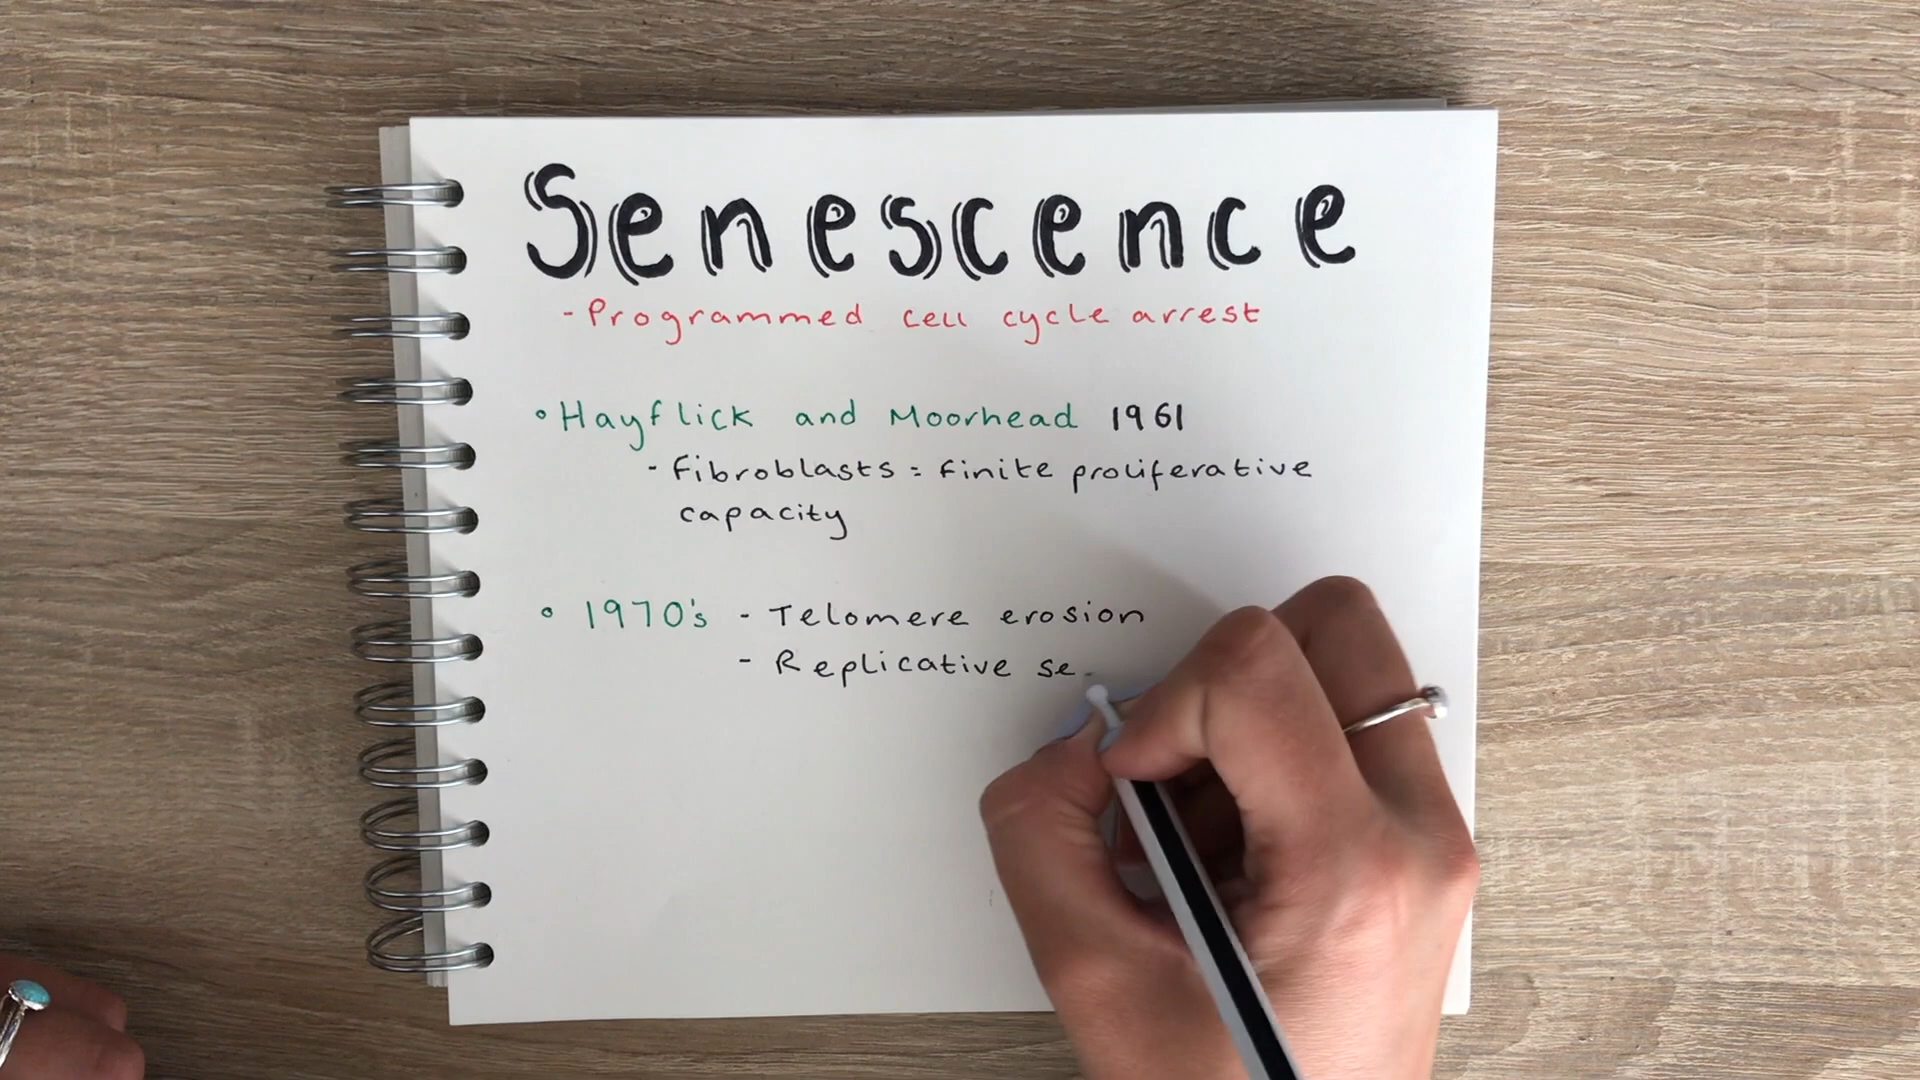 Senescence
- Programmed cell cycle arrest
° Hayflick and Moorhead 1961
- Fibroblasts = finite proliferative
capacity
° 1970's - Telomere erosion
- Replicative se